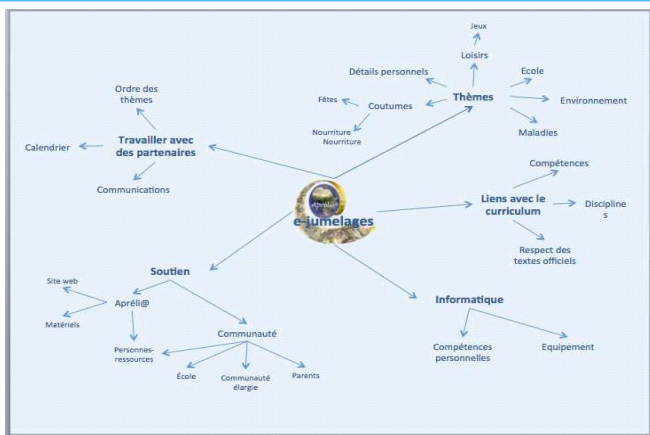 Jeux
Loisirs
Détails personnels
Ecole
Thèmes
Environnement
Fêtes
Coutumes
Nourriture
Nourriture
Maladies
Ordre des
thèmes
Travailler avec
des partenaires
Calendrier
Communications
Apréli@
e-jumelages
Compétences
Liens avec le
curriculum
Discipline
s
Respect des
textes officiels
Soutien
Site web
Apréli@
Matériels
Personnes-
ressources
Communauté
École
Communauté
élargie
Parents
Informatique
Compétences
personnelles
Equipement